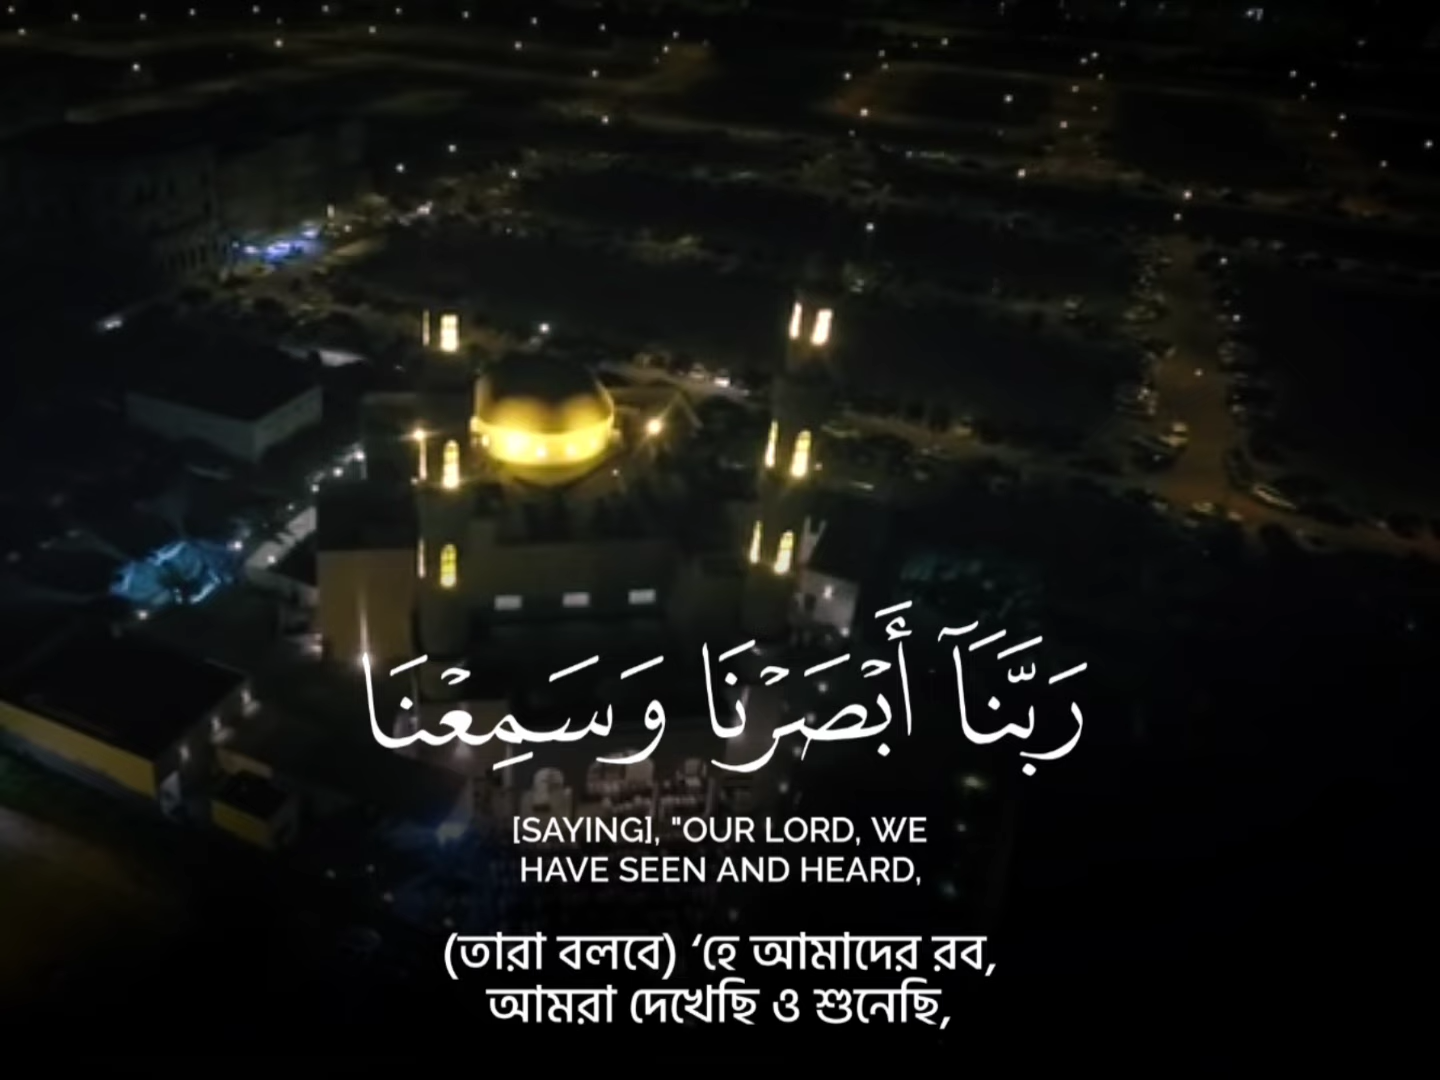 رَبَّنَآ أَبۡصَرۡنَا وَسَمِعۡنَا
[SAYING], "OUR LORD, WE
HAVE SEEN AND HEARD,
(তারা বলবে) ‘হে আমাদের রব,
আমরা দেখেছি ও শুনেছি,